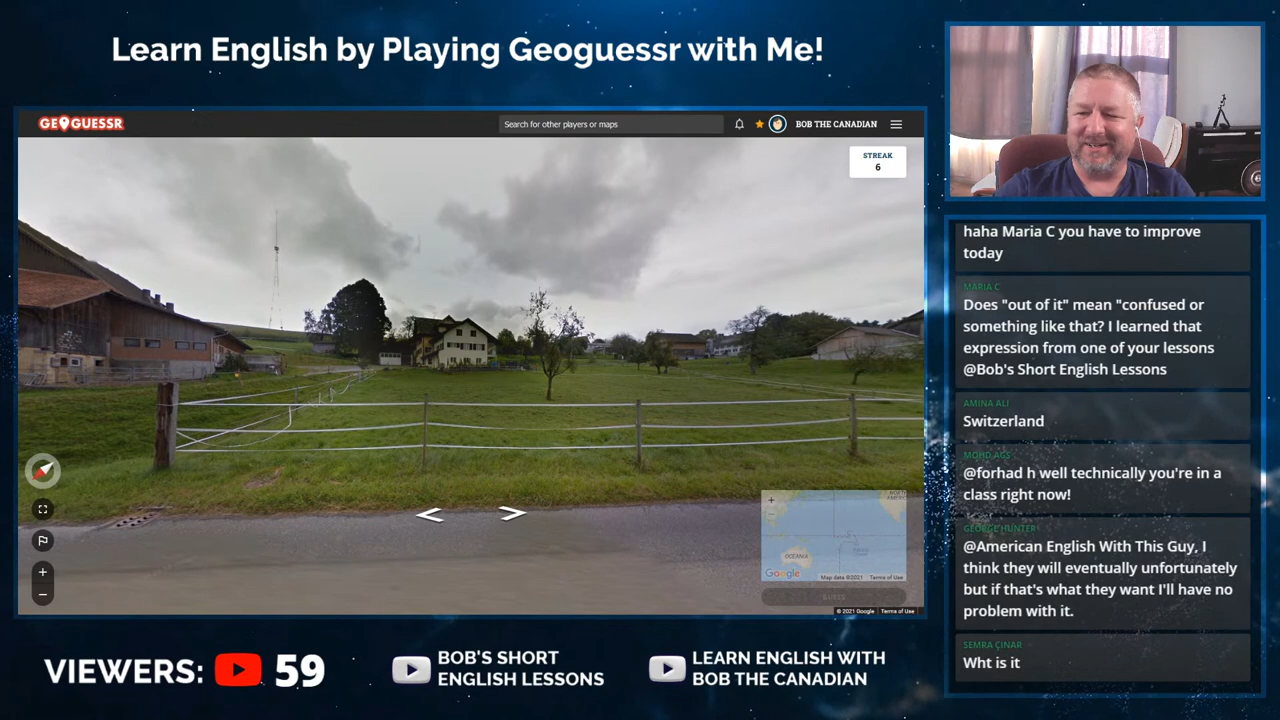 Learn English by Playing Geoguessr with Me!
GEOGUESSR
Search for other players or maps
BOB THE CANADIAN
STREAK
6
OCEANIA
Google
Map data ©2021
Terms of Use
GUESS
© 2021 Google
Terms of Use
haha Maria C you have to improve
today
MARIA C
Does "out of it" mean "confused or
something like that? I learned that
expression from one of your lessons
@Bob's Short English Lessons
AMINA ALI
Switzerland
MOHD AGS
@forhad h well technically you're in a
class right now!
GEORGE HUNTER
@American English With This Guy, I
think they will eventually unfortunately
but if that's what they want I'll have no
problem with it.
SEMRA ÇINAR
Wht is it
VIEWERS:
59
BOB'S SHORT
ENGLISH LESSONS
LEARN ENGLISH WITH
BOB THE CANADIAN